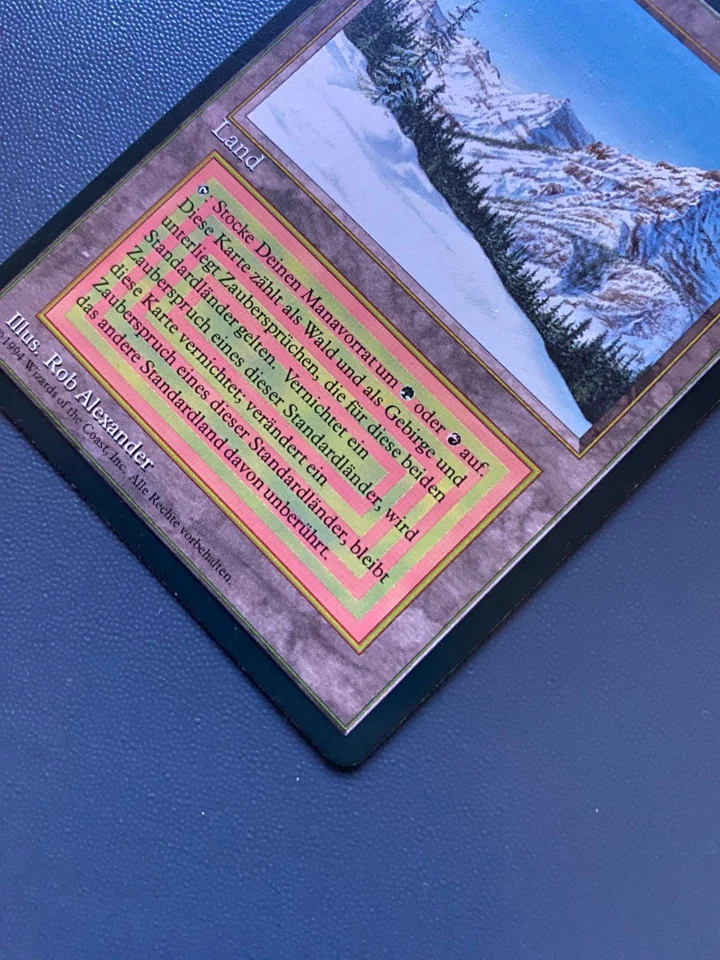 Land
: Stocke Deinen Manavorratum oder auf
Diese Karte zählt als Wald und als Gebirge und
unterliegt Zaubersprüchen, die für diese beiden
Standardländer gelten. Vernichtet ein
Zauberspruch eines dieser Standardländer, wird
diese Karte vernichtet; verändert ein
Zauberspruch eines dieser Standardländer, bleibt
das andere Standardland davon unberührt.
Illus. Rob Alexander
©1994 Wizards of the Coast, Inc. Alle Rechte vorbehalten.